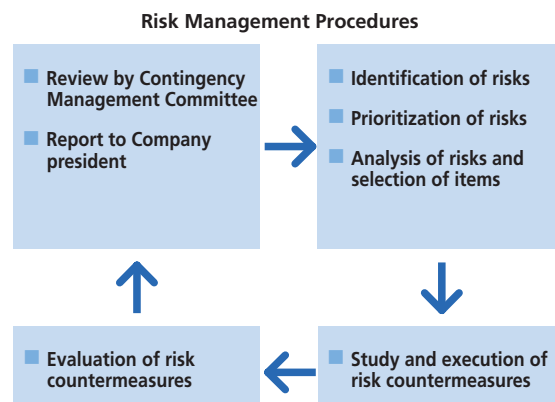 Risk Management Procedures
Review by Contingency
Management Committee
Report to Company
president
Identification of risks
Prioritization of risks
Analysis of risks and
selection of items
Study and execution of
risk countermeasures
Evaluation of risk
countermeasures